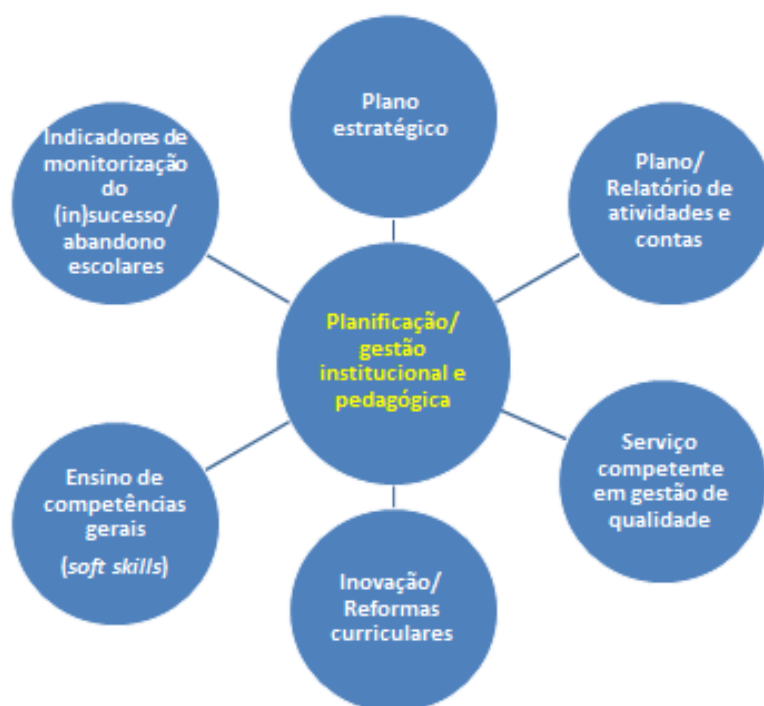 Plano
estratégico
Indicadores de
monitorização
do
(in)sucesso/
abandono
escolares
Plano/
Relatório de
atividades e
contas
Planificação/
gestão
institucional e
pedagógica
Ensino de
competências
gerais
(soft skills)
Serviço
competente
em gestão de
qualidade
Inovação/
Reformas
curriculares